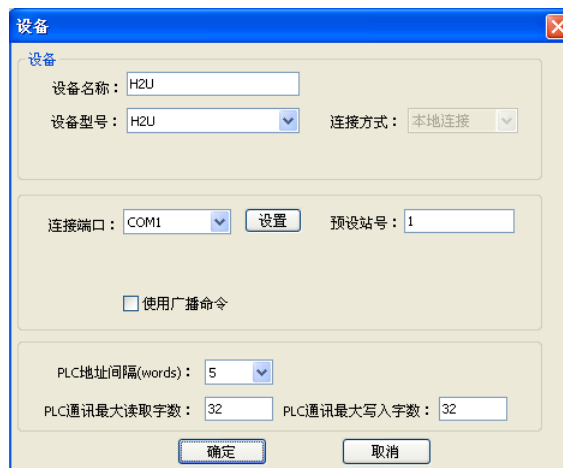 设备
设备
设备名称： H2U
设备型号： H2U 连接方式： 本地连接
连接端口： COM1 设置 预设站号： 1
使用广播命令
PLC地址间隔(words)： 5
PLC通讯最大读取字数： 32 PLC通讯最大写入字数： 32
确定 取消